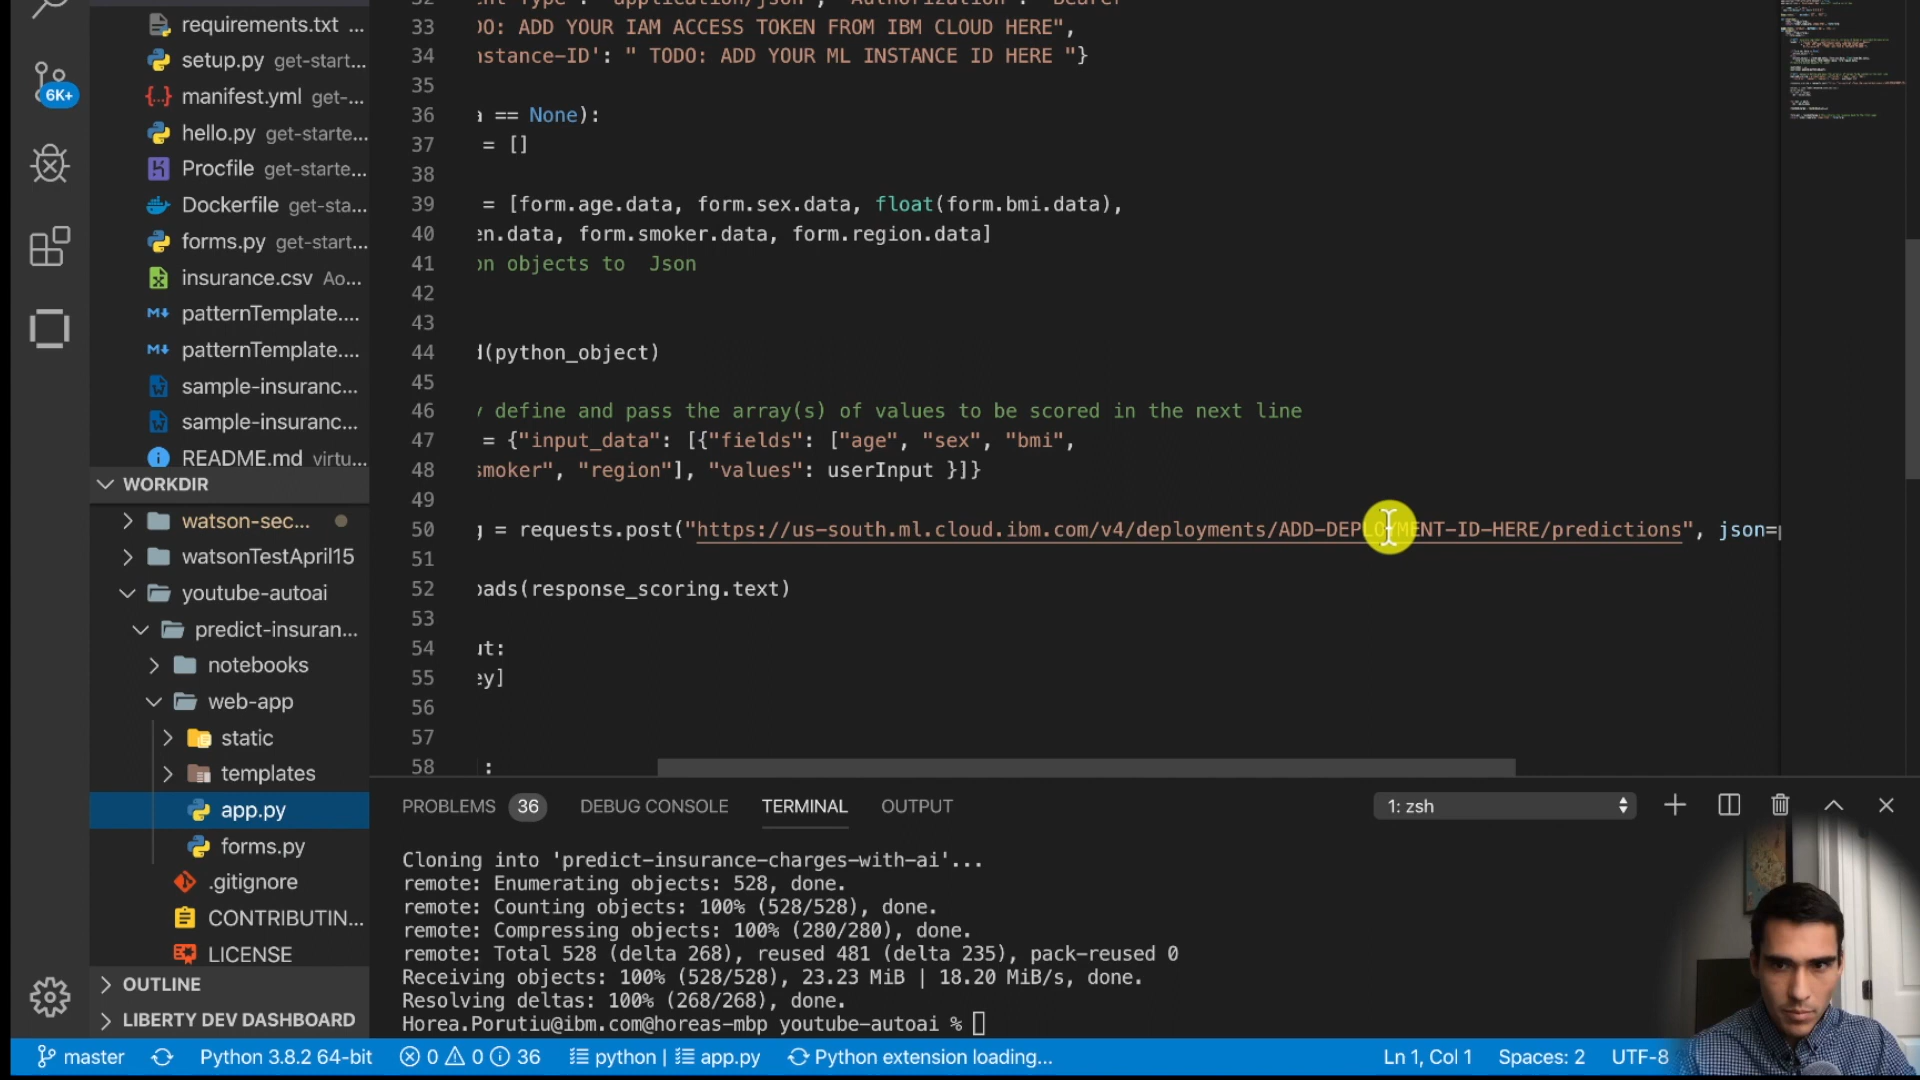 requirements.txt ...
setup.py get-start...
manifest.yml get-...
hello.py get-starte...
Procfile get-starte...
Dockerfile get-sta...
forms.py get-start...
insurance.csv Ao...
patternTemplate....
patternTemplate....
sample-insuranc...
sample-insuranc...
README.md virtu...
6K+
WORKDIR
watson-sec...
watsonTestApril15
youtube-autoai
predict-insuran...
notebooks
web-app
static
templates
app.py
forms.py
.gitignore
CONTRIBUTIN...
LICENSE
OUTLINE
LIBERTY DEV DASHBOARD
33 DO: ADD YOUR IAM ACCESS TOKEN FROM IBM CLOUD HERE",
34 nstance-ID': " TODO: ADD YOUR ML INSTANCE ID HERE "}
35
36 a == None):
37 = []
38
39 = [form.age.data, form.sex.data, float(form.bmi.data),
40 en.data, form.smoker.data, form.region.data]
41 on objects to  Json
42
43
44 d(python_object)
45
46 y define and pass the array(s) of values to be scored in the next line
47 = {"input_data": [{"fields": ["age", "sex", "bmi",
48 smoker", "region"], "values": userInput }]}
49
50 g = requests.post("https://us-south.ml.cloud.ibm.com/v4/deployments/ADD-DEPLOYMENT-ID-HERE/predictions", json=p
51
52 oads(response_scoring.text)
53
54 ut:
55 ey]
56
57
58 :
PROBLEMS 36 DEBUG CONSOLE TERMINAL OUTPUT 1: zsh
Cloning into 'predict-insurance-charges-with-ai'...
remote: Enumerating objects: 528, done.
remote: Counting objects: 100% (528/528), done.
remote: Compressing objects: 100% (280/280), done.
remote: Total 528 (delta 268), reused 481 (delta 235), pack-reused 0
Receiving objects: 100% (528/528), 23.23 MiB | 18.20 MiB/s, done.
Resolving deltas: 100% (268/268), done.
Horea.Porutiu@ibm.com@horeas-mbp youtube-autoai %
master Python 3.8.2 64-bit 0 0 36 python | app.py Python extension loading... Ln 1, Col 1 Spaces: 2 UTF-8